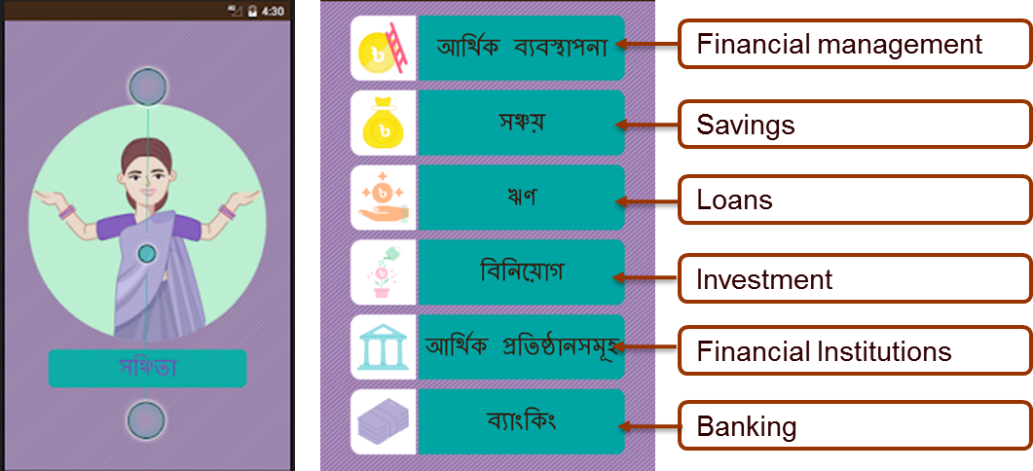 4G 4:30
সঞ্চিতা
আর্থিক ব্যবস্থাপনা
Financial management
সঞ্চয়
Savings
ঋণ
Loans
বিনিয়োগ
Investment
আর্থিক প্রতিষ্ঠানসমূহ
Financial Institutions
ব্যাংকিং
Banking